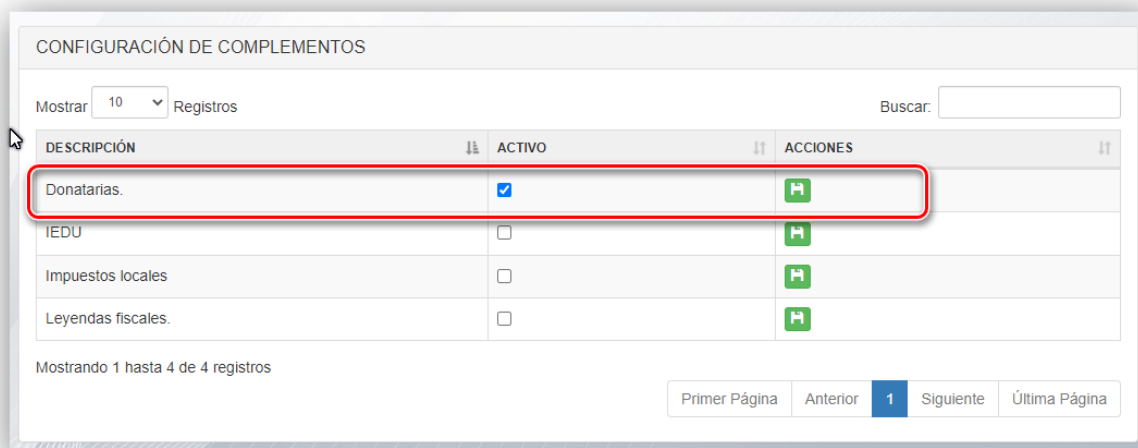 CONFIGURACIÓN DE COMPLEMENTOS
Mostrar 10 Registros Buscar:
DESCRIPCIÓN ACTIVO ACCIONES
Donatarias.
IEDU
Impuestos locales
Leyendas fiscales.
Mostrando 1 hasta 4 de 4 registros
Primer Página Anterior 1 Siguiente Última Página